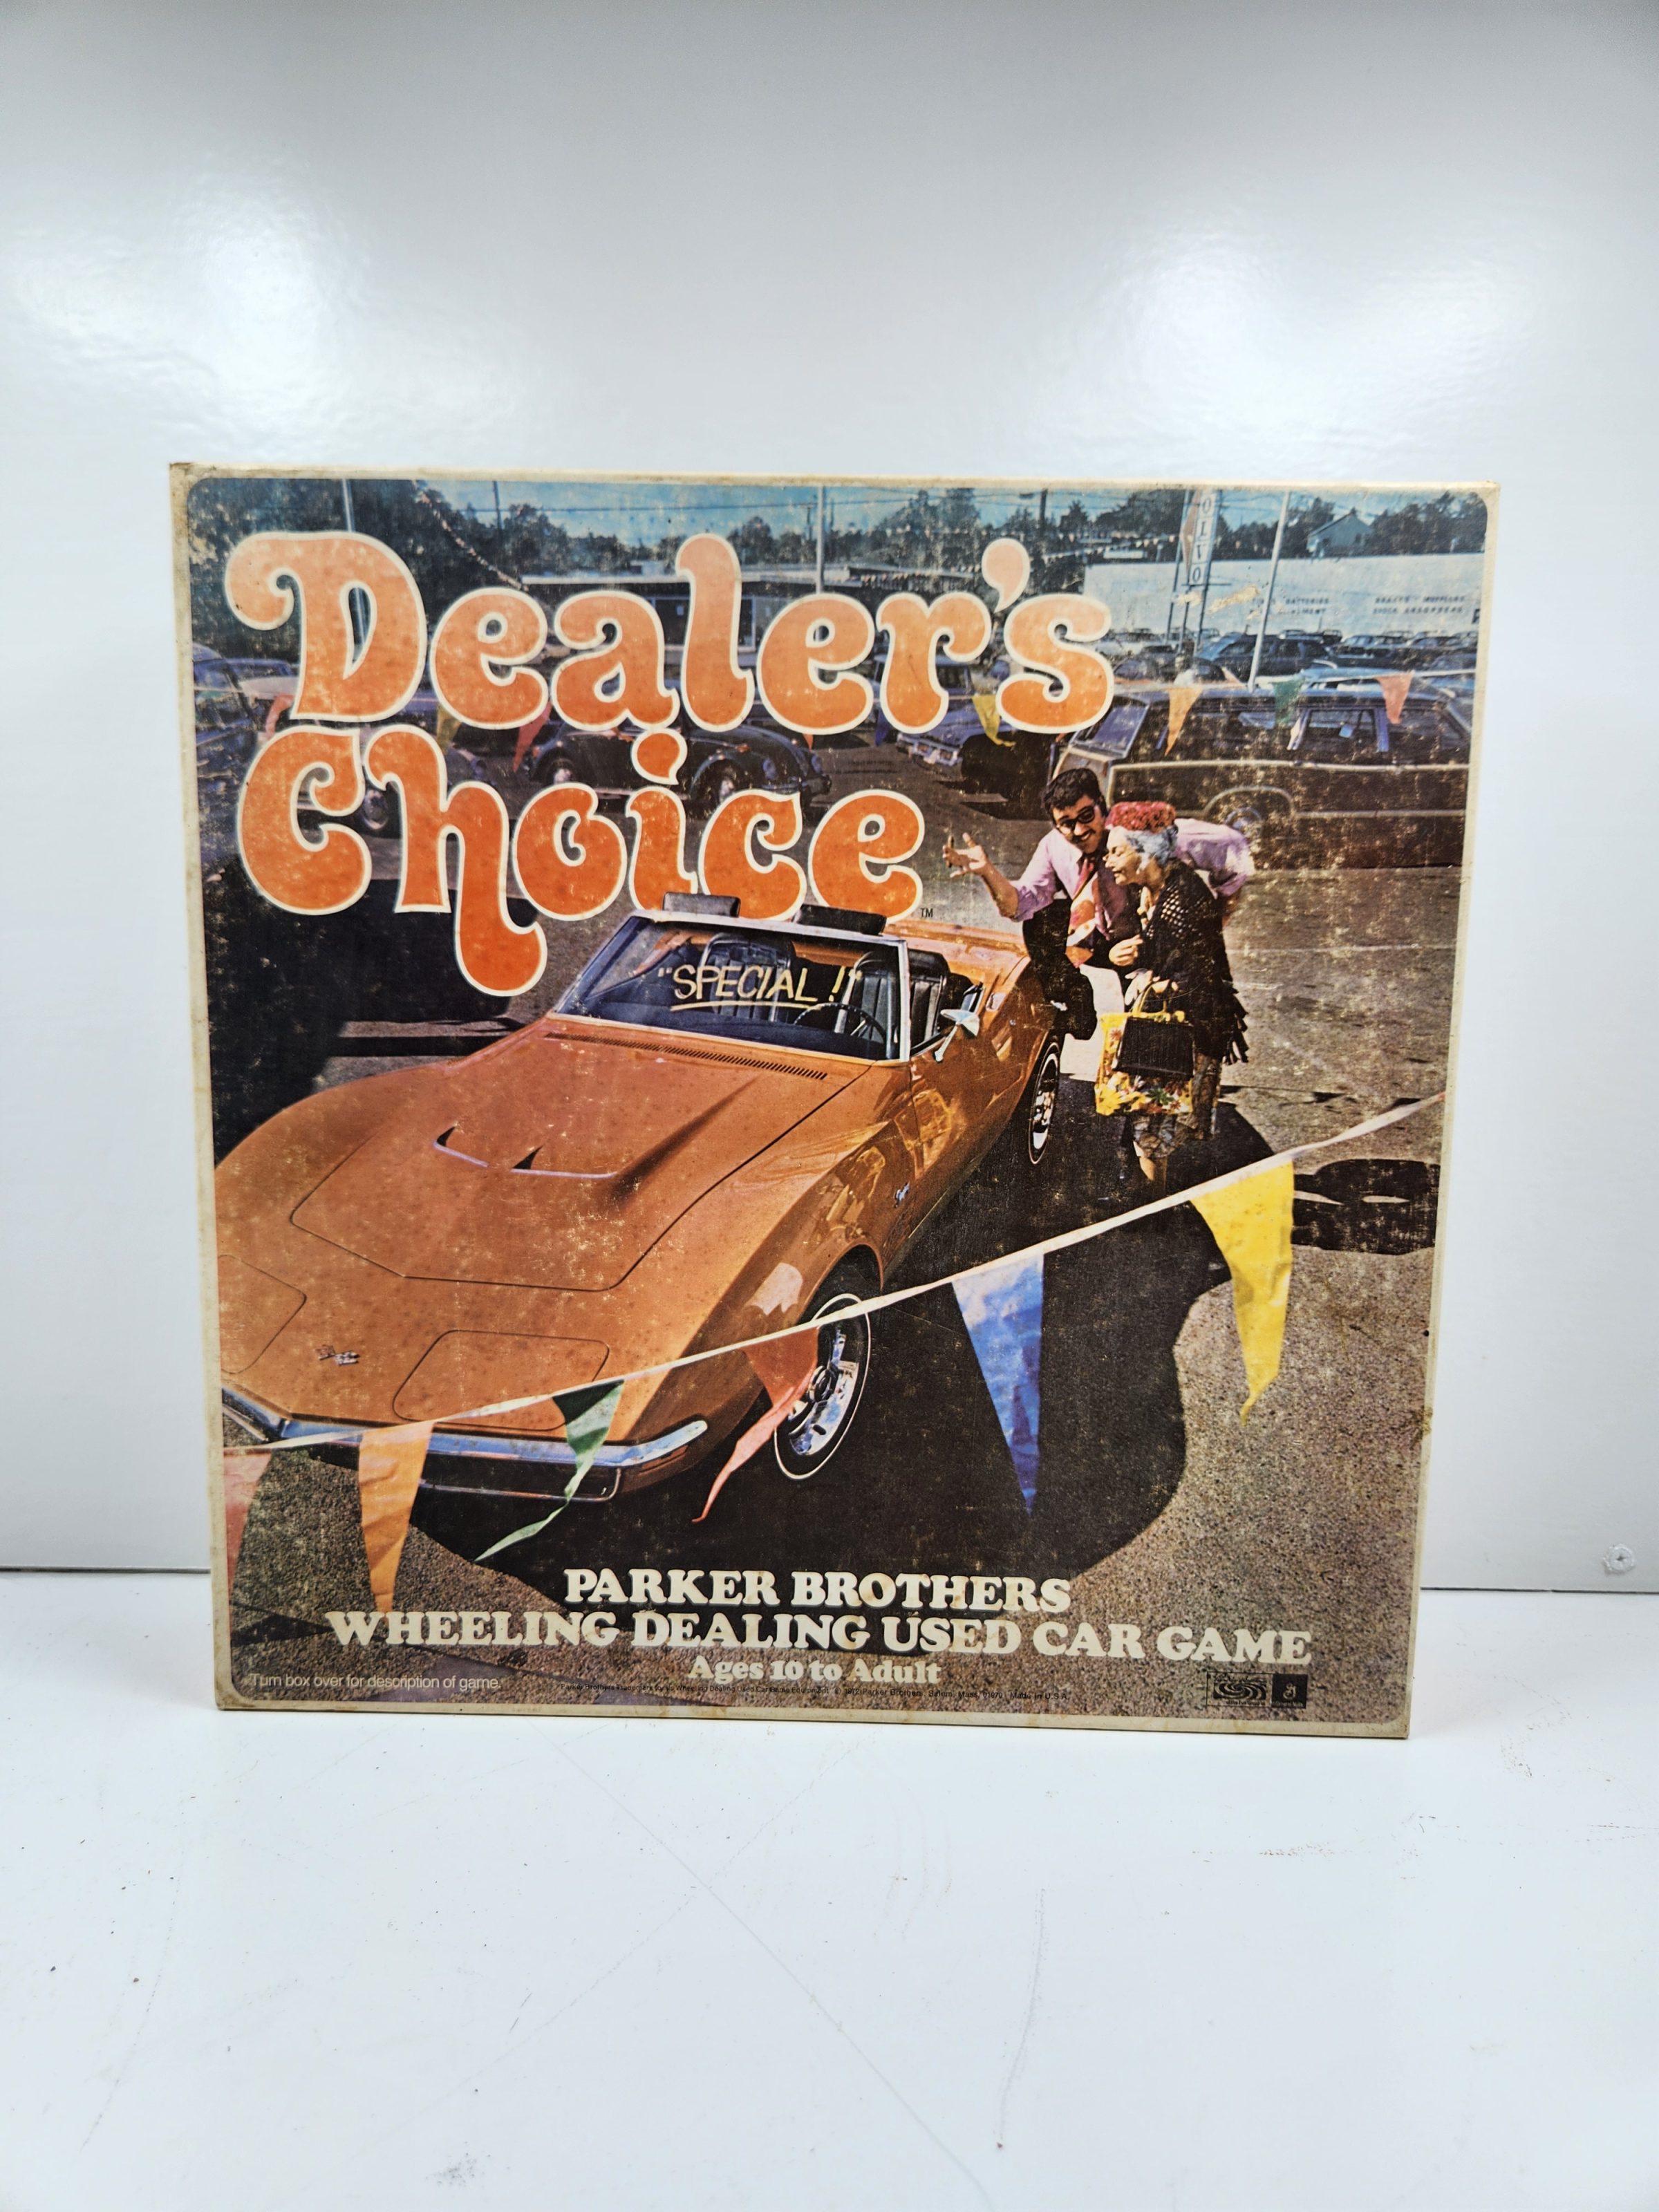 Dealer's
Choice
TM
"SPECIAL!"
PARKER BROTHERS
WHEELING DEALING USED CAR GAME
Ages 10 to Adult
Turn box over for description of game.